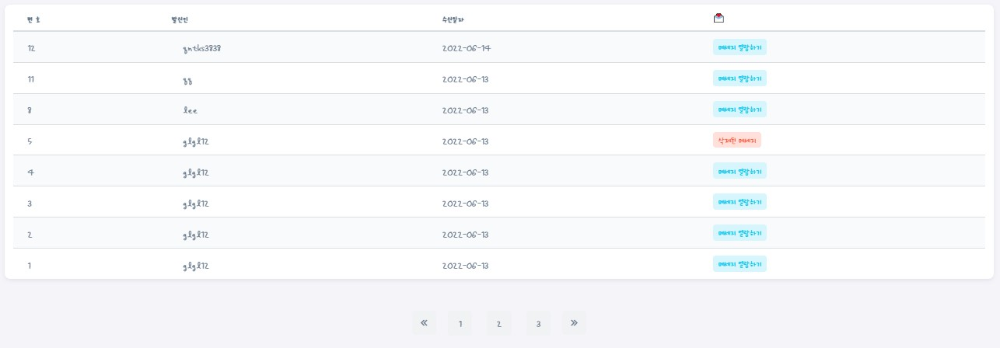 번 호 발신인 수신일자
12 gntks3838 2022-06-14 메세지 열람하기
11 gg 2022-06-13 메세지 열람하기
8 lee 2022-06-13 메세지 열람하기
5 glgl12 2022-06-13 삭제된 메세지
4 glgl12 2022-06-13 메세지 열람하기
3 glgl12 2022-06-13 메세지 열람하기
2 glgl12 2022-06-13 메세지 열람하기
1 glgl12 2022-06-13 메세지 열람하기
« 1 2 3 »